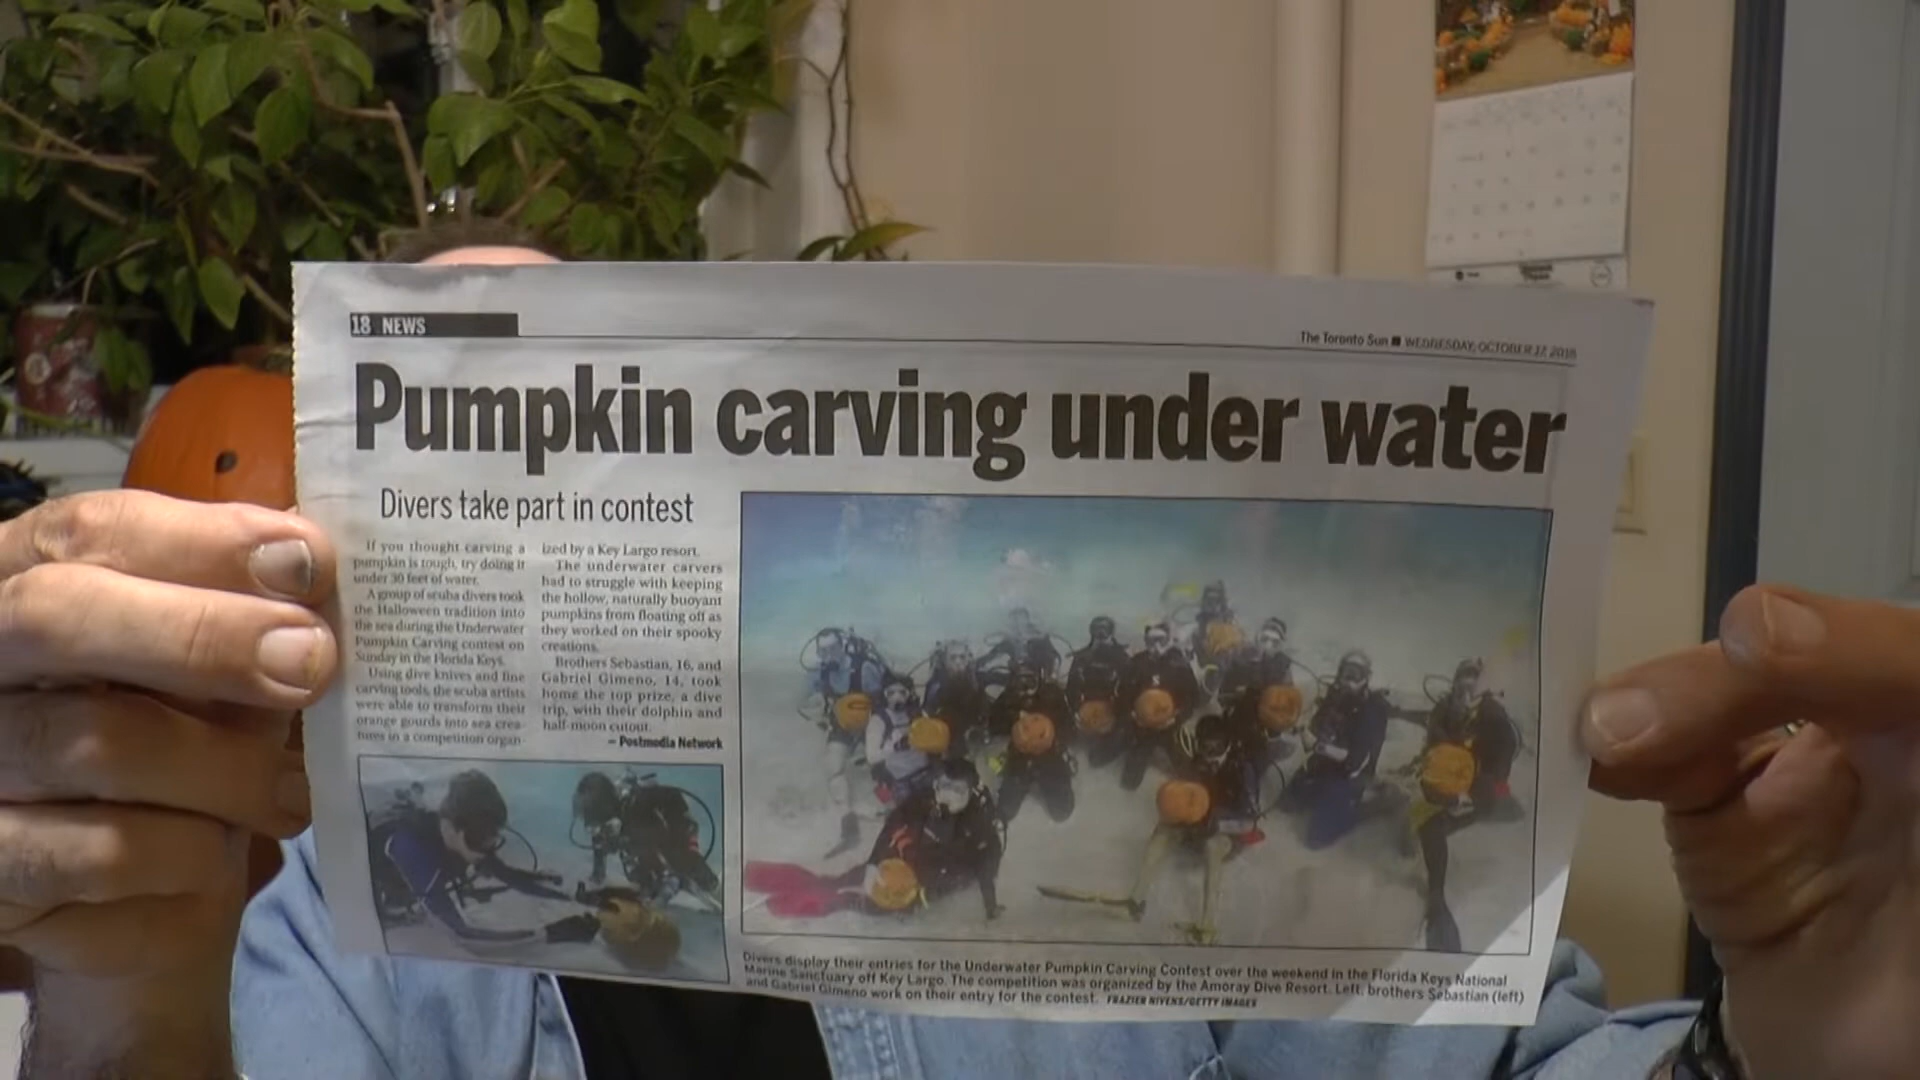 18 NEWS
The Toronto Sun ■ WEDNESDAY, OCTOBER 17, 2018
Pumpkin carving under water
Divers take part in contest
If you thought carving a
pumpkin is tough, try doing it
under 30 feet of water.
A group of scuba divers took
the Halloween tradition into
the sea during the Underwater
Pumpkin Carving contest on
Sunday in the Florida Keys.
Using dive knives and fine
carving tools, the scuba artists
were able to transform their
orange gourds into sea crea-
tures in a competition organ-
ized by a Key Largo resort.
The underwater carvers
had to struggle with keeping
the hollow, naturally buoyant
pumpkins from floating off as
they worked on their spooky
creations.
Brothers Sebastian, 16, and
Gabriel Gimeno, 14, took
home the top prize, a dive
trip, with their dolphin and
half-moon cutout.
– Postmedia Network
Divers display their entries for the Underwater Pumpkin Carving Contest over the weekend in the Florida Keys National
Marine Sanctuary off Key Largo. The competition was organized by the Amoray Dive Resort. Left, brothers Sebastian (left)
and Gabriel Gimeno work on their entry for the contest. FRAZIER NIVENS/GETTY IMAGES